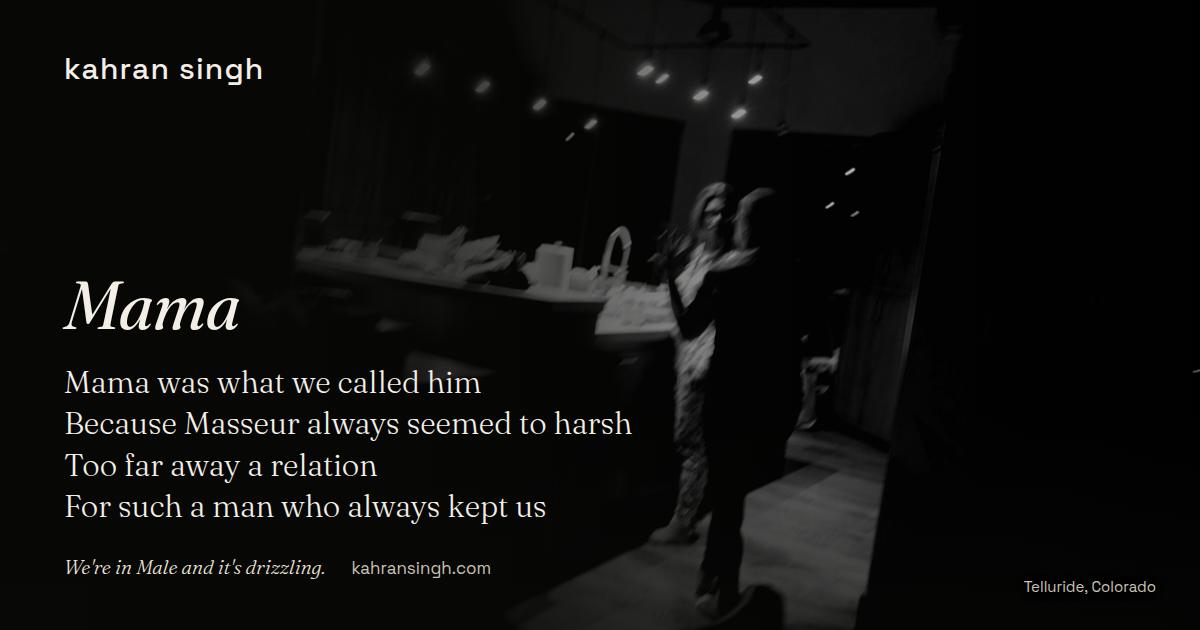 kahran singh
Mama
Mama was what we called him
Because Masseur always seemed to harsh
Too far away a relation
For such a man who always kept us
We're in Male and it's drizzling. kahransingh.com
Telluride, Colorado